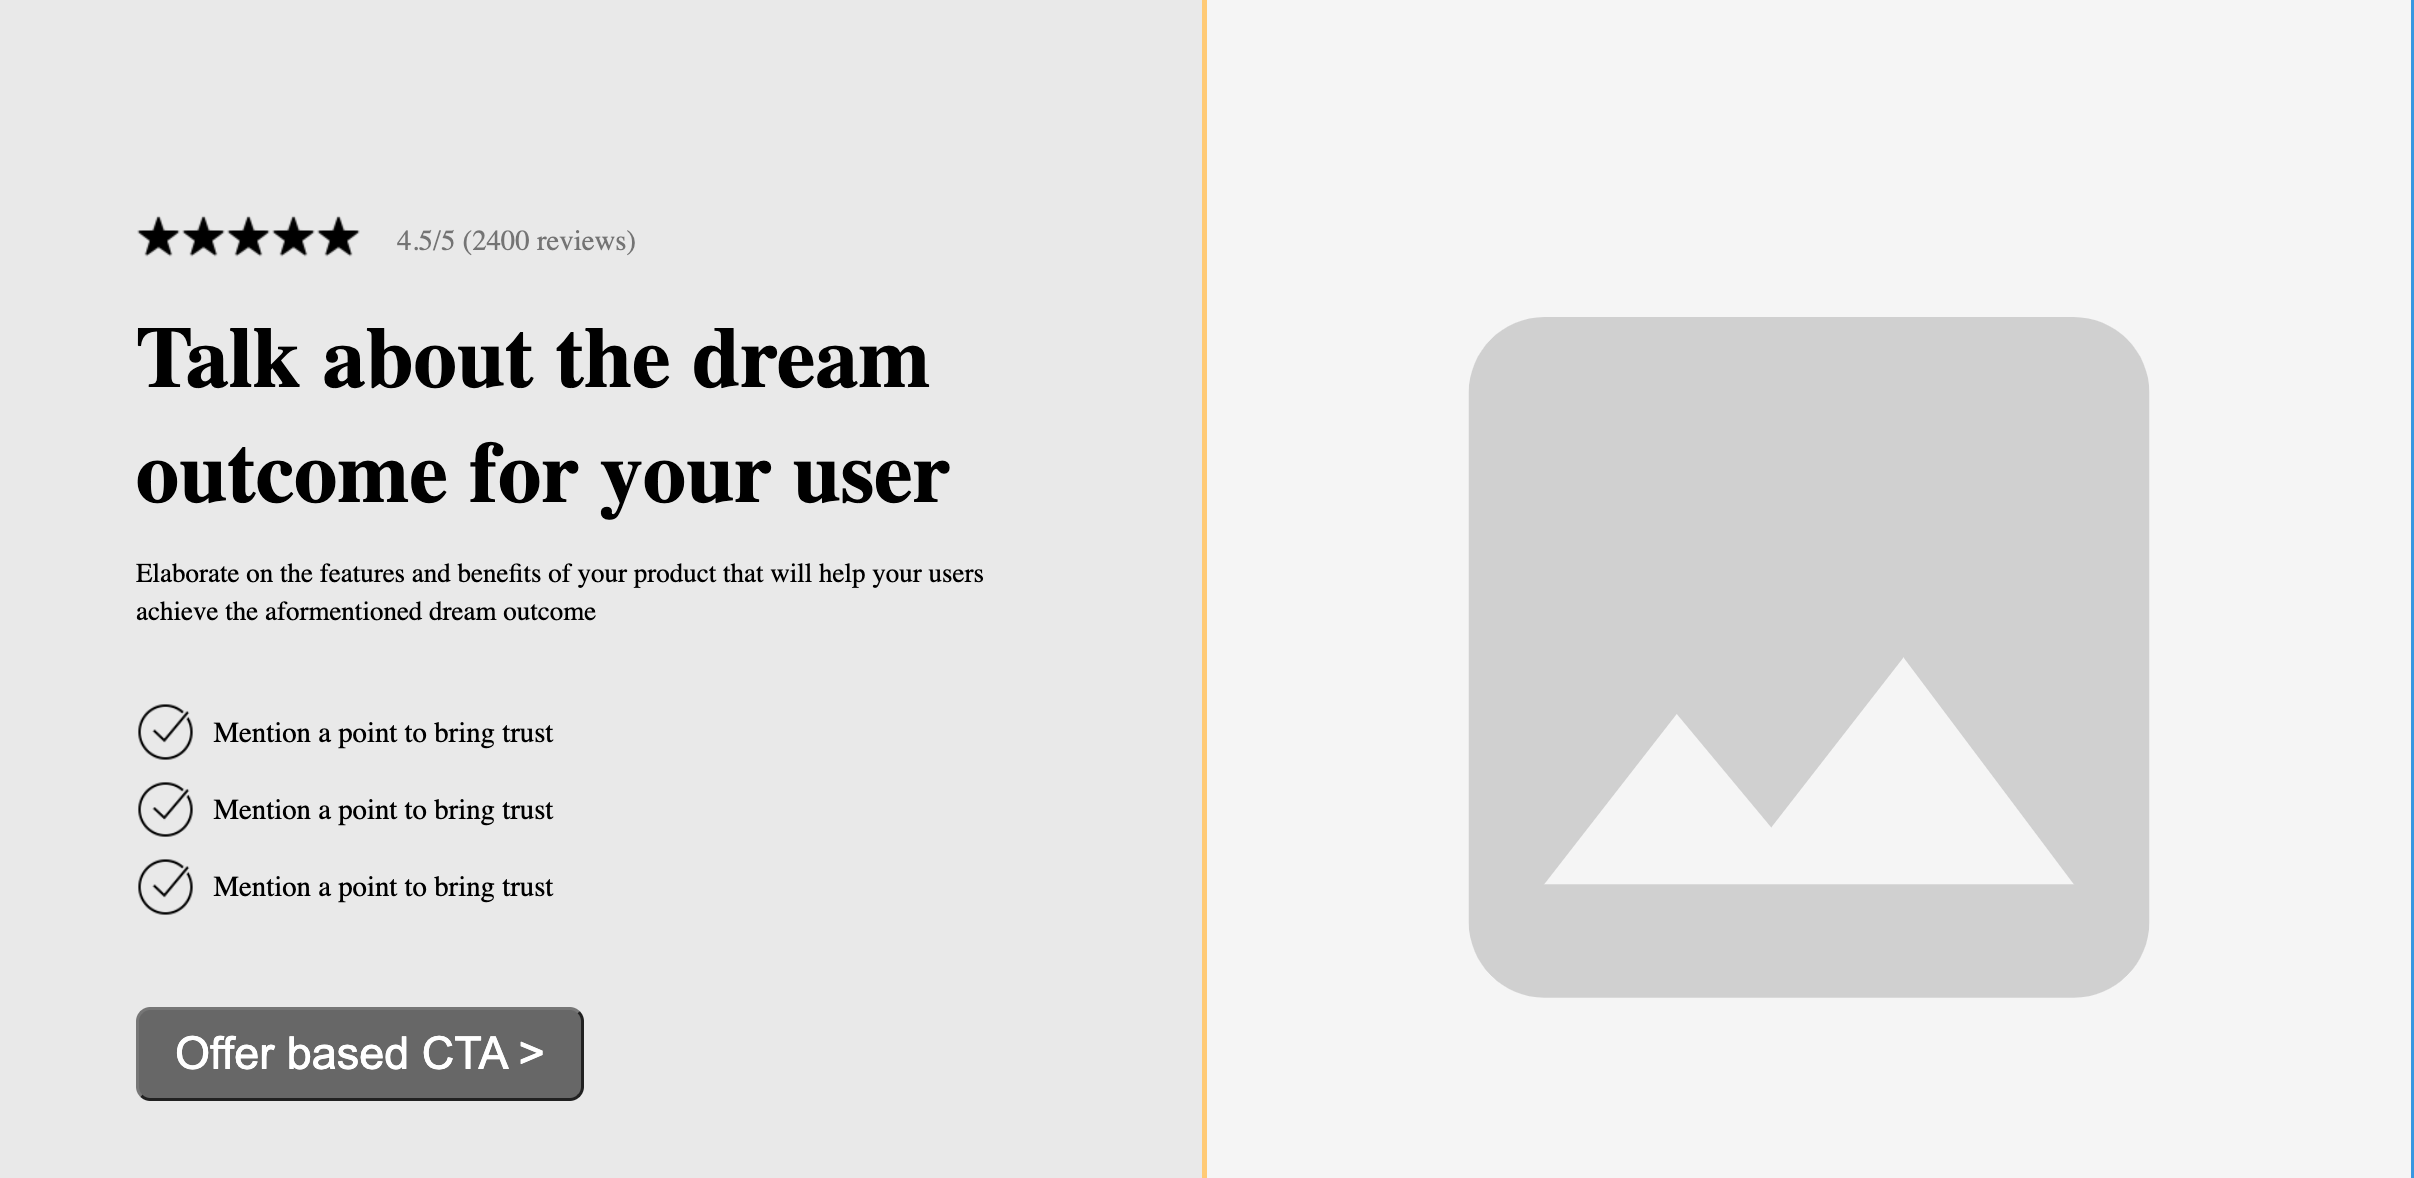 4.5/5 (2400 reviews)
Talk about the dream
outcome for your user
Elaborate on the features and benefits of your product that will help your users
achieve the aformentioned dream outcome
Mention a point to bring trust
Mention a point to bring trust
Mention a point to bring trust
Offer based CTA >